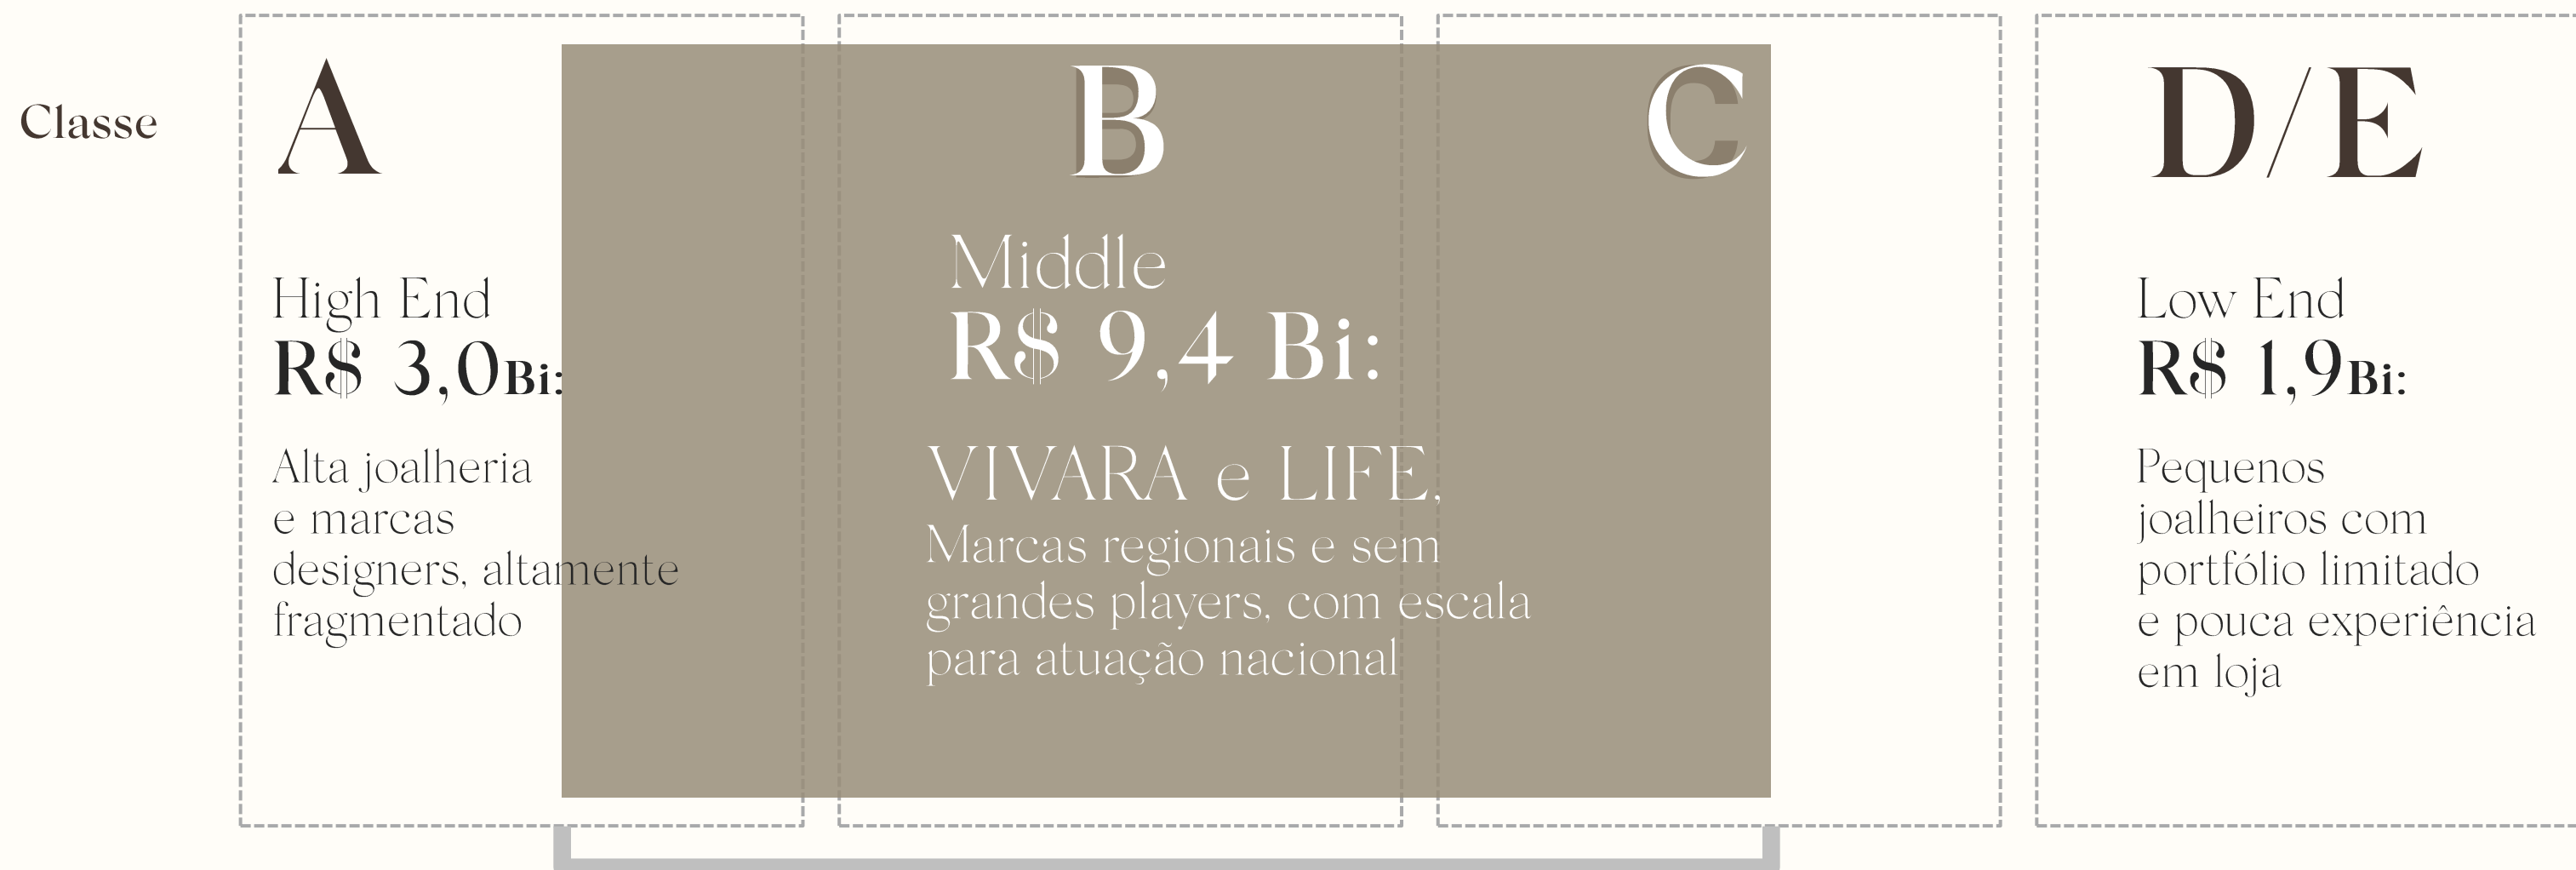 Classe
A
B
C
D/E
High End
R$ 3,0Bi:
Alta joalheria
e marcas
designers, altamente
fragmentado
Middle
R$ 9,4 Bi:
VIVARA e LIFE,
Marcas regionais e sem
grandes players, com escala
para atuação nacional
Low End
R$ 1,9Bi:
Pequenos
joalheiros com
portfólio limitado
e pouca experiência
em loja